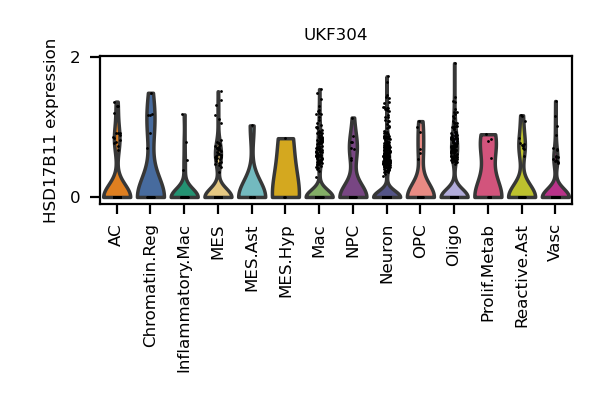 UKF304
HSD17B11 expression
2
0
AC
Chromatin.Reg
Inflammatory.Mac
MES
MES.Ast
MES.Hyp
Mac
NPC
Neuron
OPC
Oligo
Prolif.Metab
Reactive.Ast
Vasc